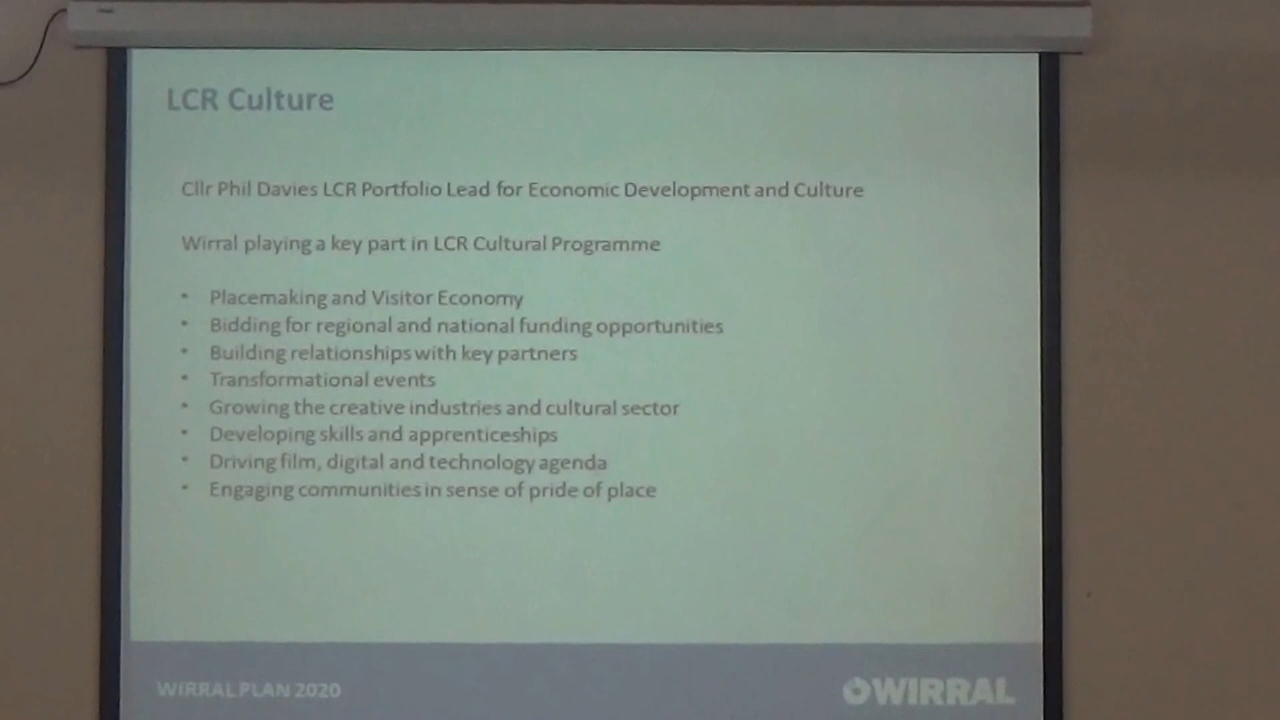 LCR Culture
Cllr Phil Davies LCR Portfolio Lead for Economic Development and Culture
Wirral playing a key part in LCR Cultural Programme
• Placemaking and Visitor Economy
• Bidding for regional and national funding opportunities
• Building relationships with key partners
• Transformational events
• Growing the creative industries and cultural sector
• Developing skills and apprenticeships
• Driving film, digital and technology agenda
• Engaging communities in sense of pride of place
WIRRAL PLAN 2020
WIRRAL